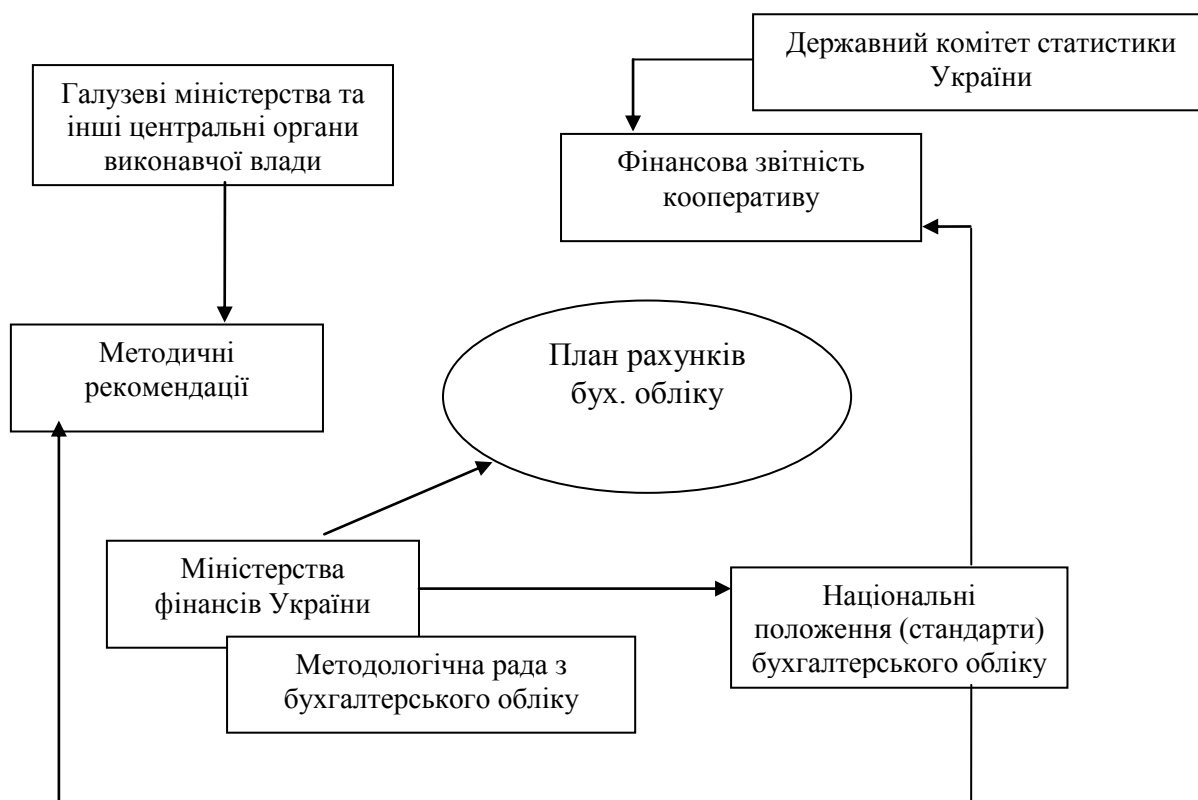 Державний комітет статистики
України
Галузеві міністерства та
інші центральні органи
виконавчої влади
Фінансова звітність
кооперативу
Методичні
рекомендації
План рахунків
бух. обліку
Міністерства
фінансів України
Національні
положення (стандарти)
бухгалтерського обліку
Методологічна рада з
бухгалтерського обліку